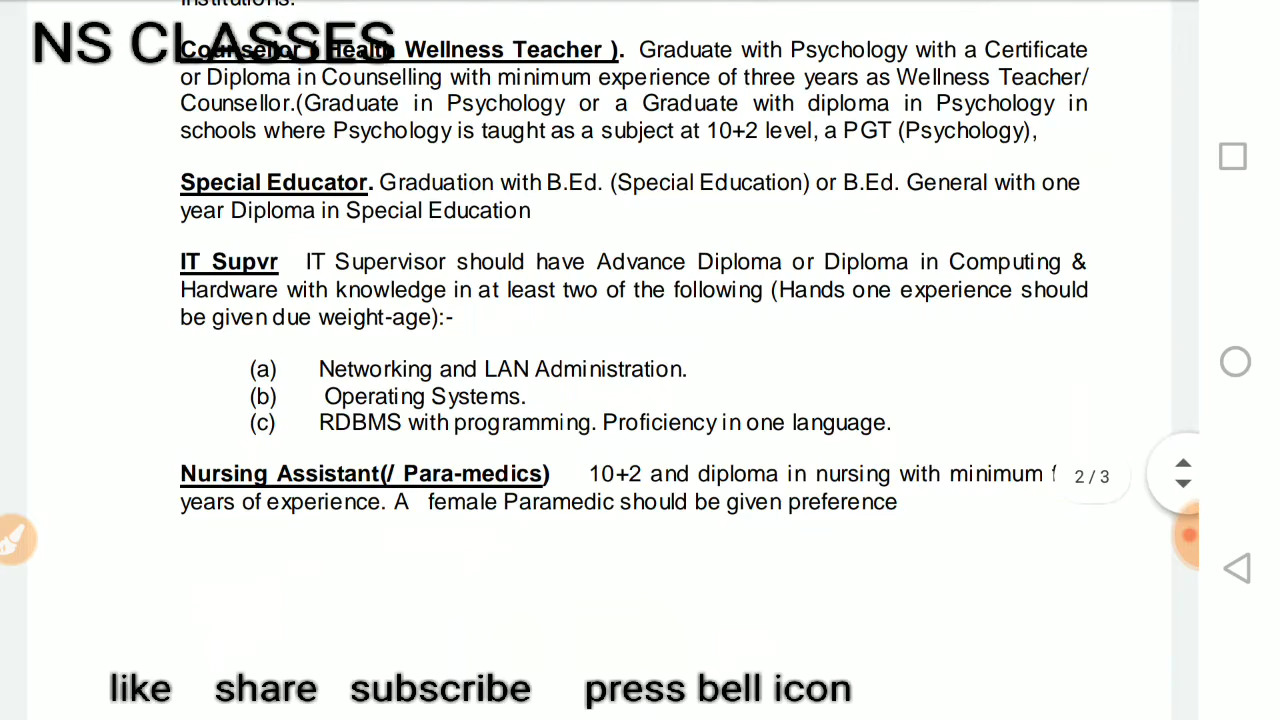 institutions.
NS CLASSES
Counsellor ( Health Wellness Teacher ). Graduate with Psychology with a Certificate
or Diploma in Counselling with minimum experience of three years as Wellness Teacher/
Counsellor.(Graduate in Psychology or a Graduate with diploma in Psychology in
schools where Psychology is taught as a subject at 10+2 level, a PGT (Psychology),
Special Educator. Graduation with B.Ed. (Special Education) or B.Ed. General with one
year Diploma in Special Education
IT Supvr IT Supervisor should have Advance Diploma or Diploma in Computing &
Hardware with knowledge in at least two of the following (Hands one experience should
be given due weight-age):-
(a) Networking and LAN Administration.
(b) Operating Systems.
(c) RDBMS with programming. Proficiency in one language.
Nursing Assistant(/ Para-medics) 10+2 and diploma in nursing with minimum
2/3
years of experience. A female Paramedic should be given preference
like share subscribe press bell icon